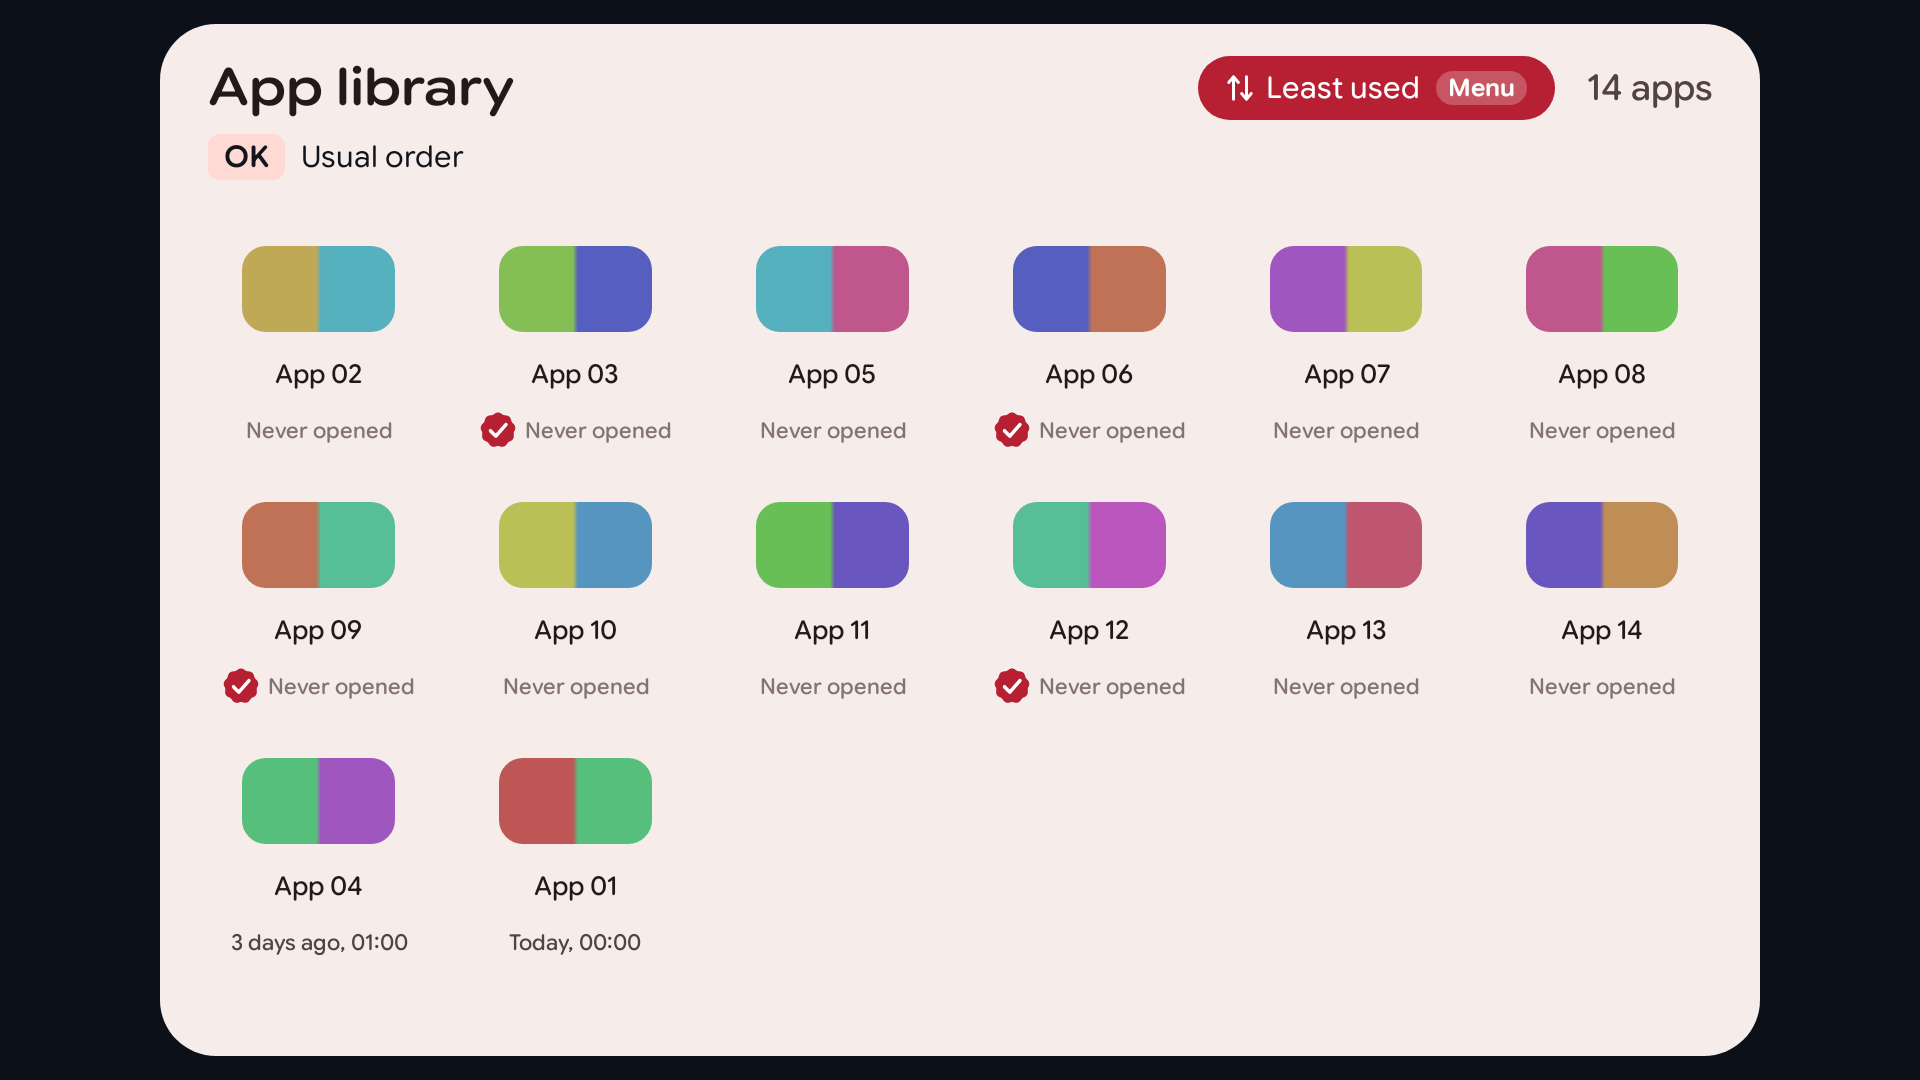 App library
Least used Menu
14 apps
OK Usual order
App 02
App 03
App 05
App 06
App 07
App 08
Never opened
Never opened
Never opened
Never opened
Never opened
Never opened
App 09
App 10
App 11
App 12
App 13
App 14
Never opened
Never opened
Never opened
Never opened
Never opened
Never opened
App 04
App 01
3 days ago, 01:00
Today, 00:00